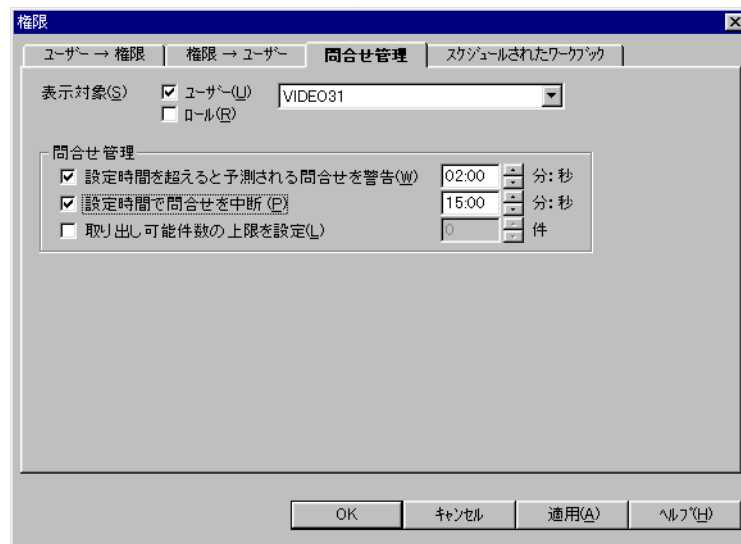 権限
ユーザー → 権限 権限 → ユーザー 問合せ管理 スケジュールされたワークブック
表示対象(S) ユーザー(U) VIDEO31
ロール(R)
問合せ管理
設定時間を超えると予測される問合せを警告(W) 02:00 分:秒
設定時間で問合せを中断(P) 15:00 分:秒
取り出し可能件数の上限を設定(L) 0 件
OK キャンセル 適用(A) ヘルプ(H)